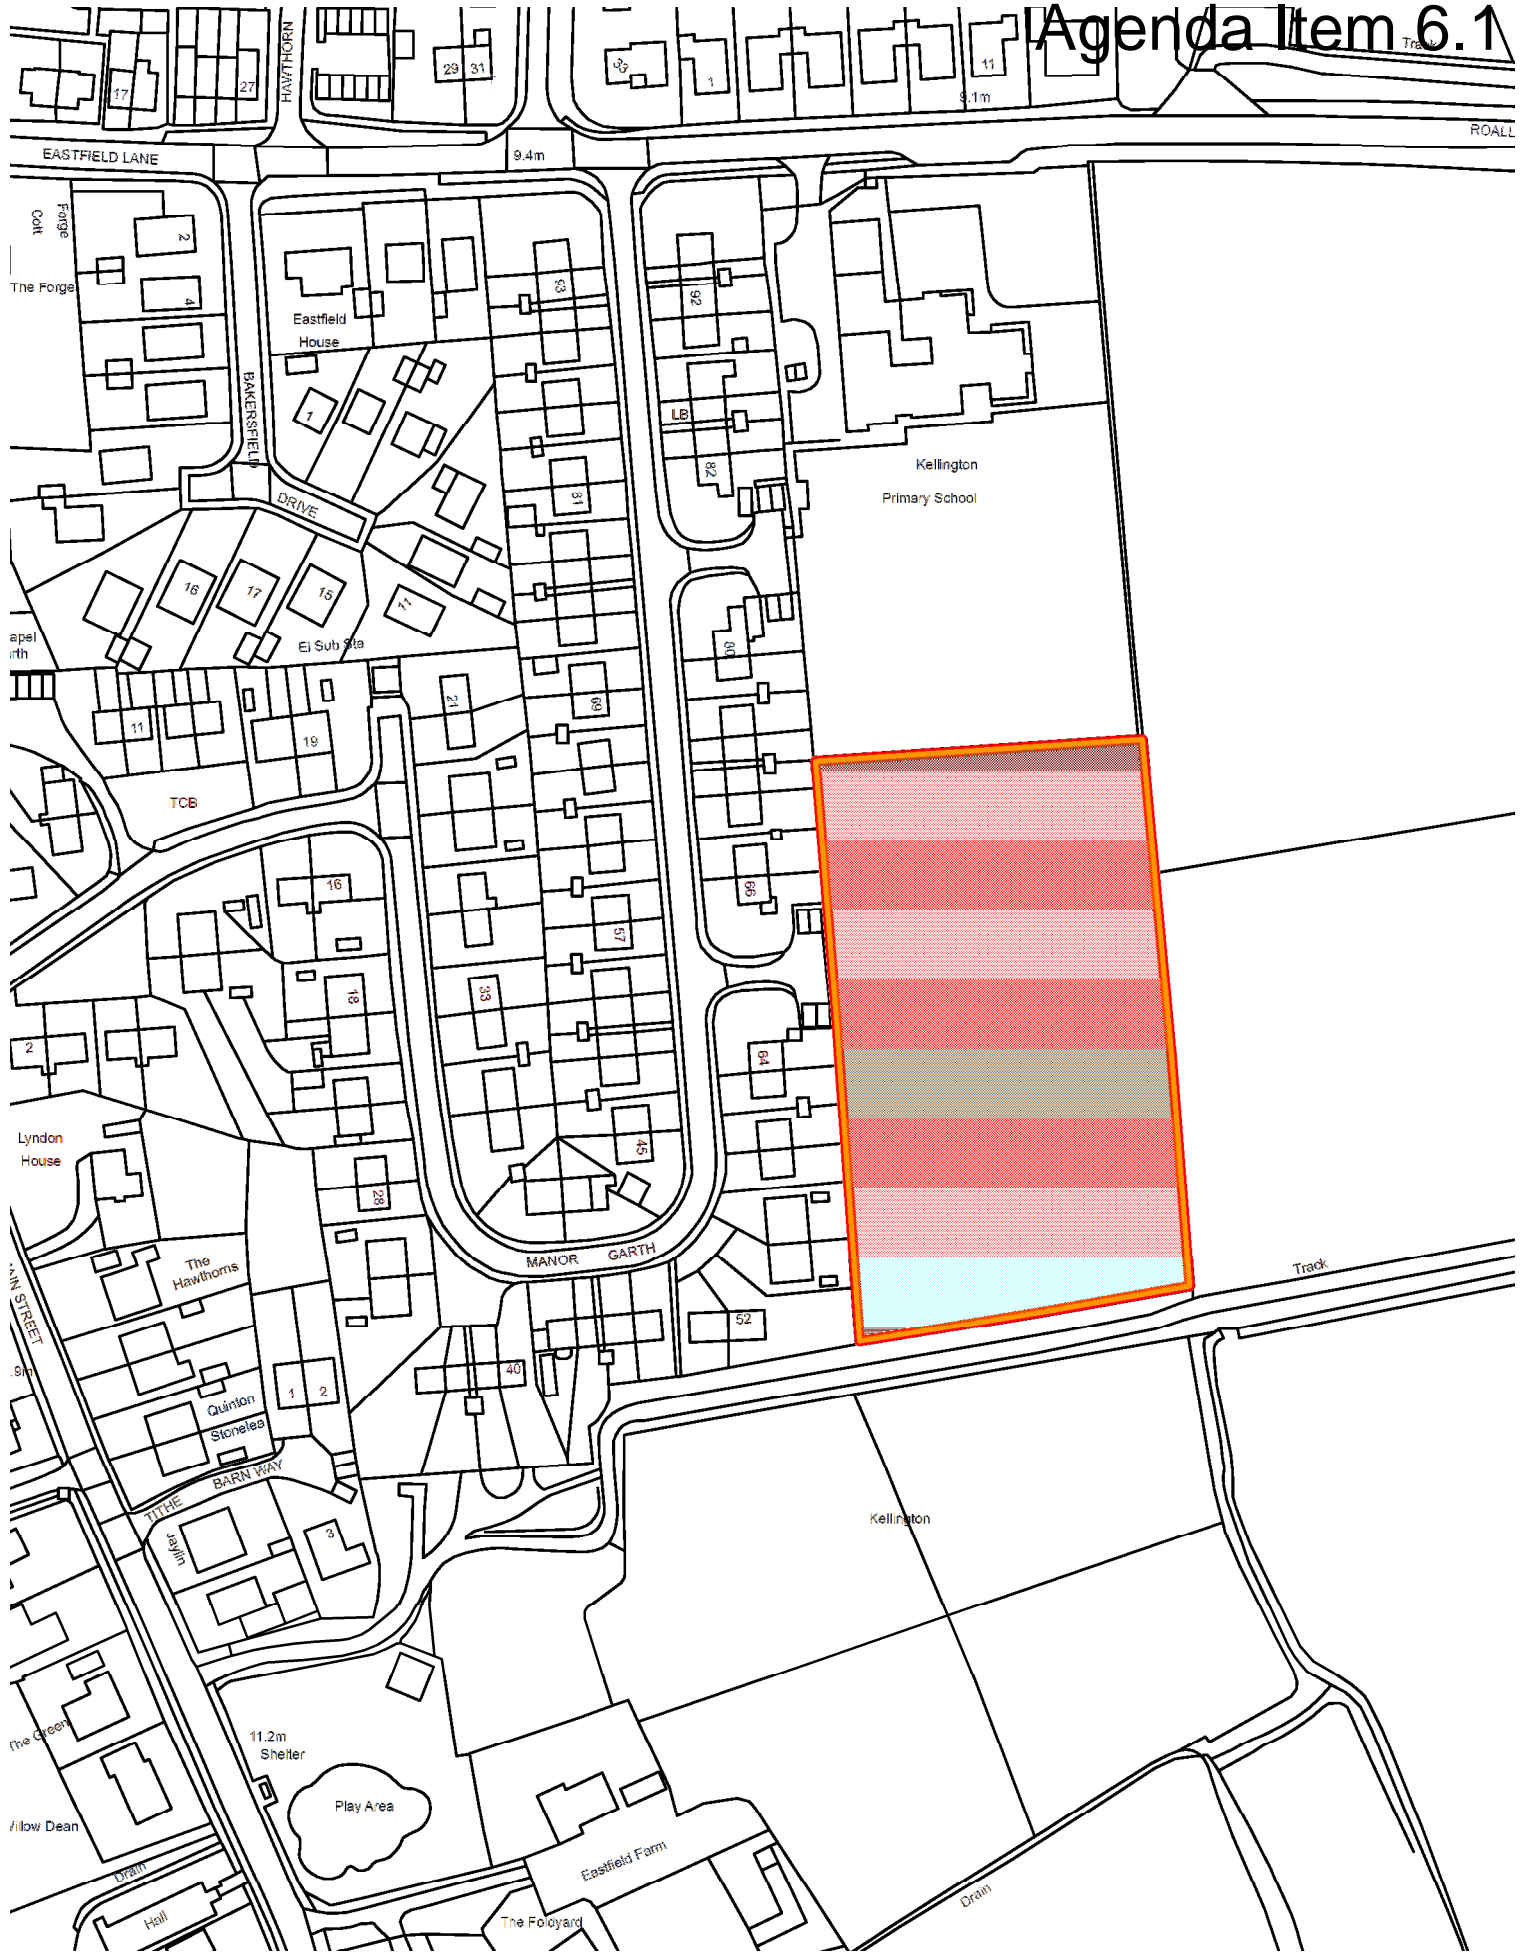 Agenda Item 6.1
Track
HAWTHORN
17
27
29
31
33
1
11
9.1m
ROALL
EASTFIELD LANE
9.4m
Forge
Cott
2
The Forge
4
Eastfield
House
93
92
BAKERSFIELD
DRIVE
1
LB
82
81
Kellington
Primary School
16
17
15
11
El Sub Sta
80
21
69
11
19
TCB
16
66
57
18
33
2
64
Lyndon
House
45
28
The
Hawthorns
MANOR GARTH
Track
52
40
1
2
Quinton
BARN WAY
TITHE
Jaylin
3
Kellington
The Green
11.2m
Shelter
Play Area
Drain
Hall
Eastfield Farm
The Foldyard
Drain